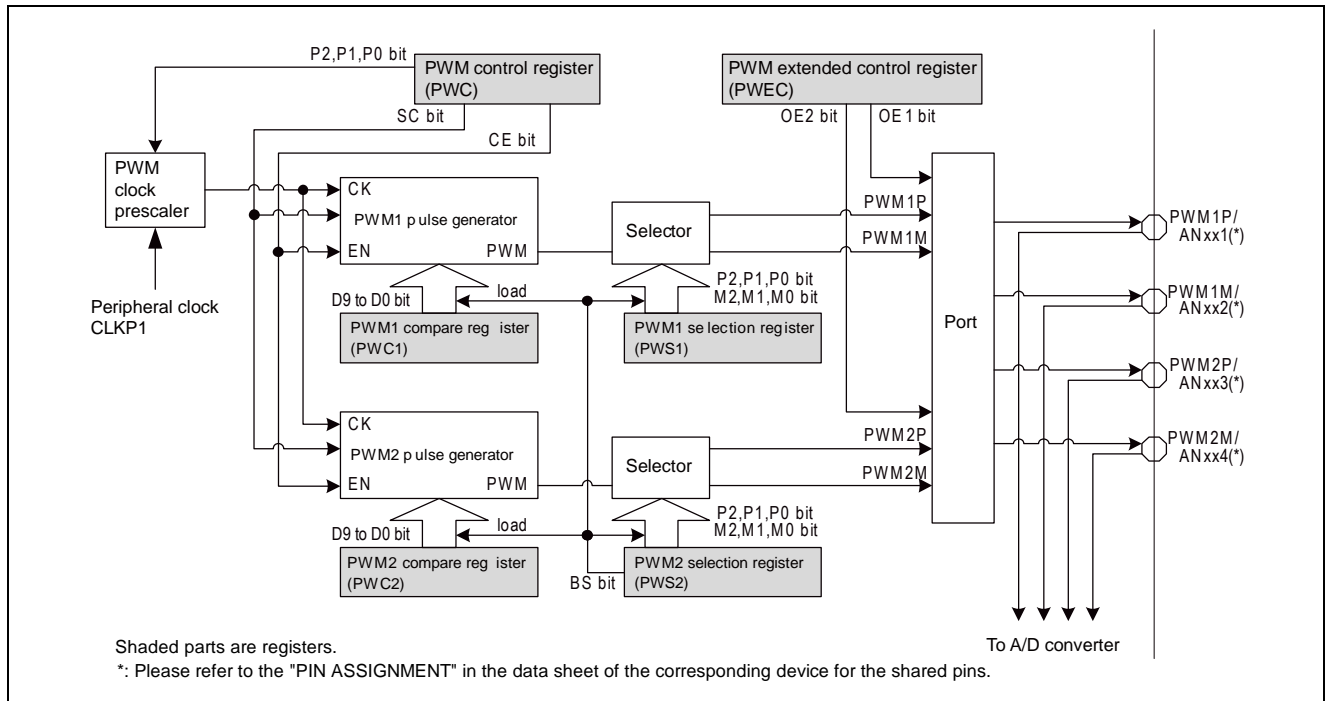 P2,P1,P0 bit
PWM control register
(PWC)
PWM extended control register
(PWEC)
SC bit
CE bit
OE2 bit
OE1 bit
PWM
clock
prescaler
CK
PWM1 pulse generator
EN
PWM
Selector
PWM1P
PWM1M
PWM1P/
ANxx1(*)
Peripheral clock
CLKP1
D9 to D0 bit
load
P2,P1,P0 bit
M2,M1,M0 bit
PWM1 compare reg ister
(PWC1)
PWM1 se lection register
(PWS1)
Port
PWM1M/
ANxx2(*)
PWM2P/
ANxx3(*)
CK
PWM2 pulse generator
EN
PWM
Selector
PWM2P
PWM2M
PWM2M/
ANxx4(*)
D9 to D0 bit
load
P2,P1,P0 bit
M2,M1,M0 bit
PWM2 compare reg ister
(PWC2)
BS bit
PWM2 selection register
(PWS2)
To A/D converter
Shaded parts are registers.
*: Please refer to the "PIN ASSIGNMENT" in the data sheet of the corresponding device for the shared pins.